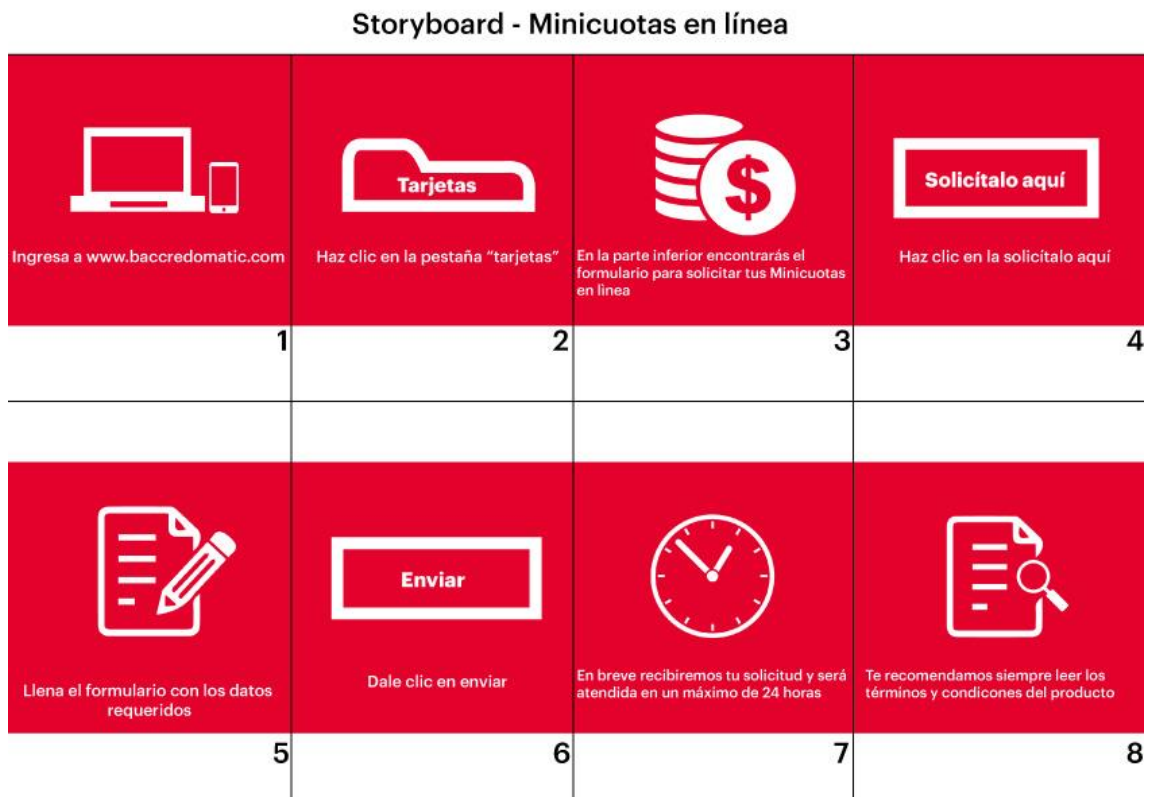 Storyboard - Minicuotas en línea
Ingresa a www.baccredomatic.com
1
Tarjetas
Haz clic en la pestaña “tarjetas”
2
$
En la parte inferior encontrarás el
formulario para solicitar tus Minicuotas
en lìnea
3
Solicítalo aquí
Haz clic en la solicítalo aquí
4
Llena el formulario con los datos
requeridos
5
Enviar
Dale clic en enviar
6
En breve recibiremos tu solicitud y será
atendida en un máximo de 24 horas
7
Te recomendamos siempre leer los
términos y condicones del producto
8